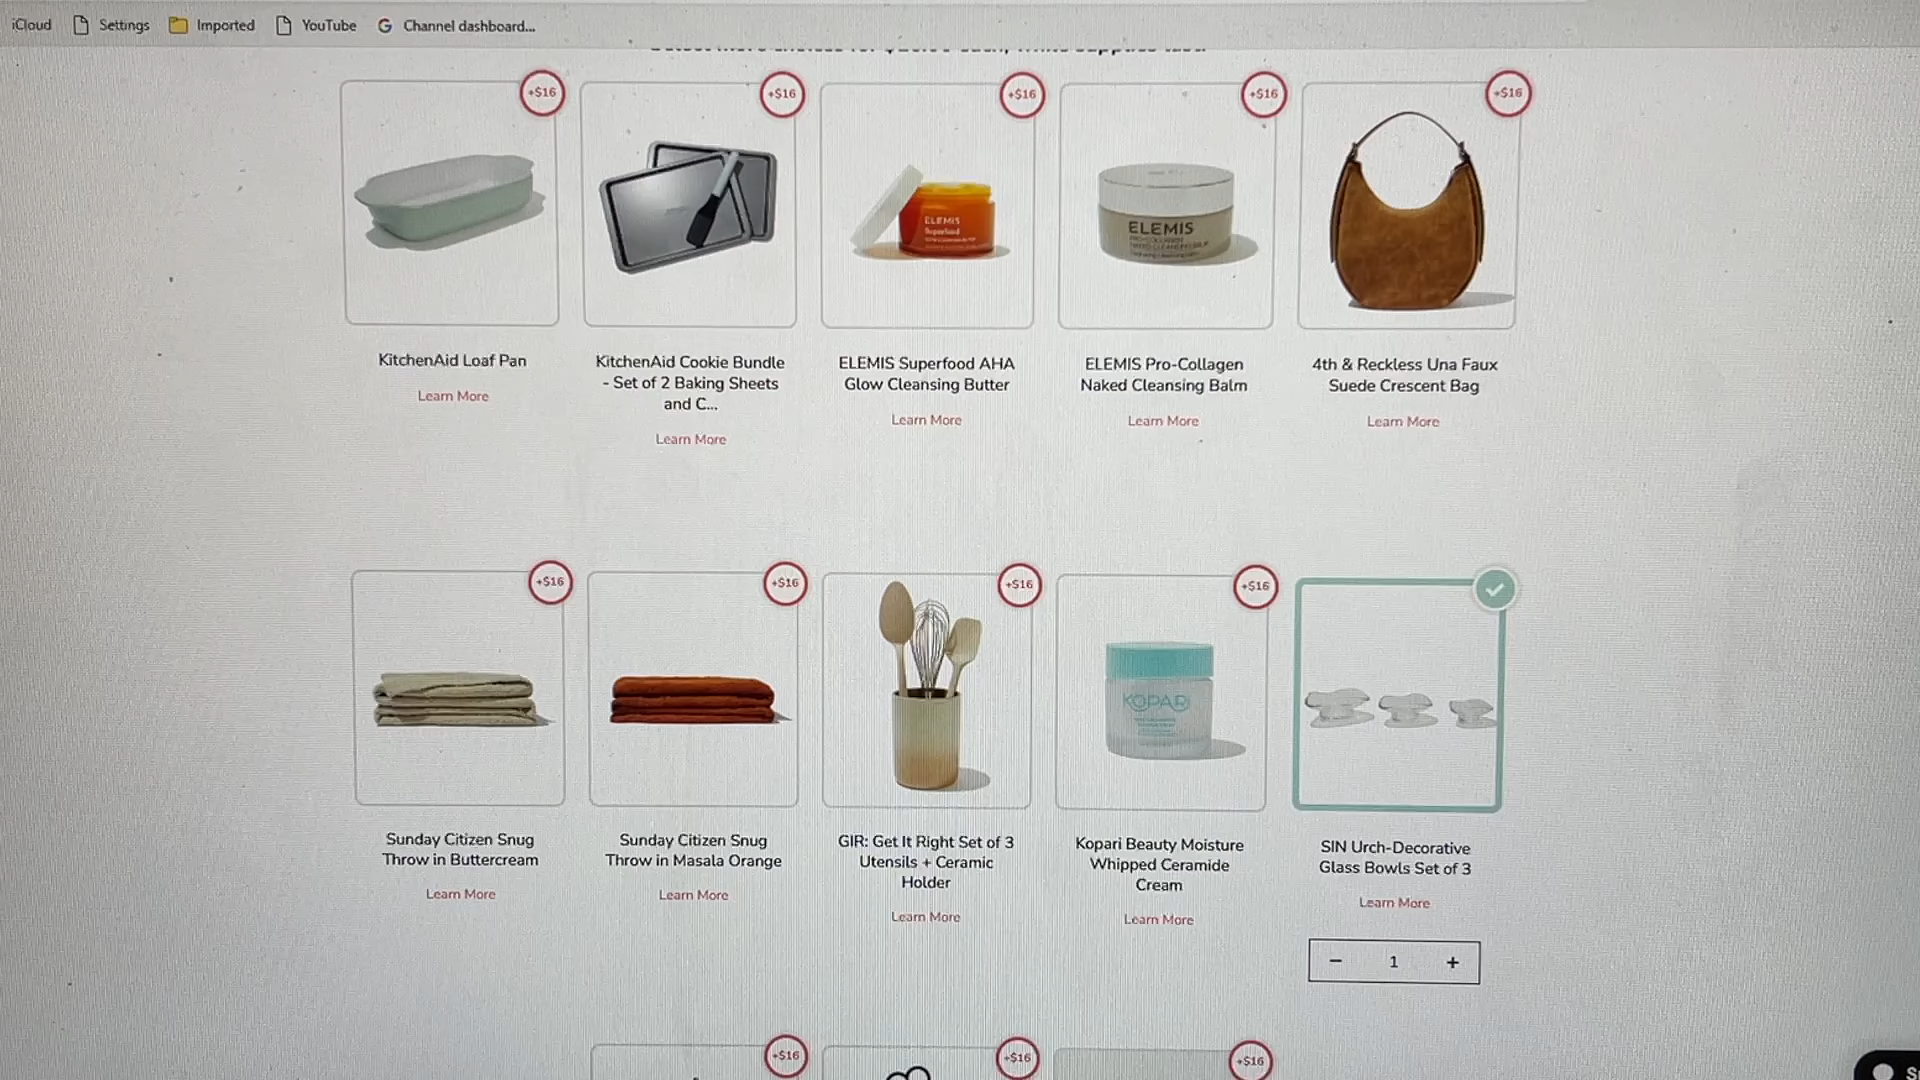 iCloud
Settings
Imported
YouTube
Channel dashboard...
+$16
+$16
+$16
+$16
+$16
ELEMIS
Superfood
ELEMIS
KitchenAid Loaf Pan
Learn More
KitchenAid Cookie Bundle
- Set of 2 Baking Sheets
and C...
Learn More
ELEMIS Superfood AHA
Glow Cleansing Butter
Learn More
ELEMIS Pro-Collagen
Naked Cleansing Balm
Learn More
4th & Reckless Una Faux
Suede Crescent Bag
Learn More
+$16
+$16
+$16
+$16
KOPARI
Sunday Citizen Snug
Throw in Buttercream
Learn More
Sunday Citizen Snug
Throw in Masala Orange
Learn More
GIR: Get It Right Set of 3
Utensils + Ceramic
Holder
Learn More
Kopari Beauty Moisture
Whipped Ceramide
Cream
Learn More
SIN Urch-Decorative
Glass Bowls Set of 3
Learn More
− 1 +
+$16
+$16
+$16